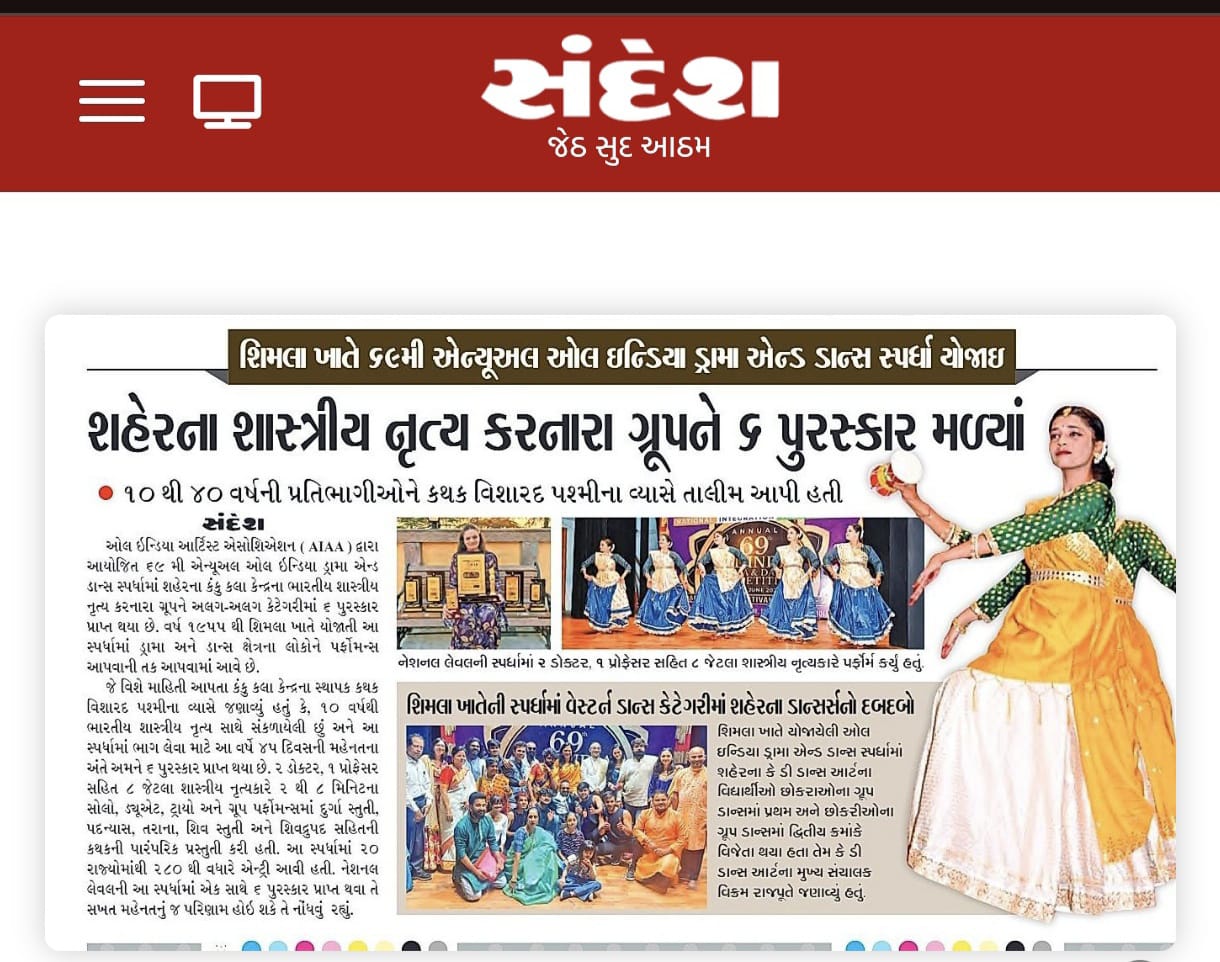 સંદેશ
જેઠ સુદ આઠમ
શિમલા ખાતે ૬૯મી એન્યૂઅલ ઓલ ઇન્ડિયા ડ્રામા એન્ડ ડાન્સ સ્પર્ધા યોજાઇ
શહેરના શાસ્ત્રીય નૃત્ય કરનારા ગ્રૂપને ૬ પુરસ્કાર મળ્યાં
૧૦ થી ૪૦ વર્ષની પ્રતિભાગીઓને કથક વિશારદ પશ્મીના વ્યાસે તાલીમ આપી હતી
સંદેશ
ઓલ ઇન્ડિયા આર્ટિસ્ટ એસોશિએશન ( AIAA ) દ્વારા
આયોજિત ૬૯ મી એન્યૂઅલ ઓલ ઇન્ડિયા ડ્રામા એન્ડ
ડાન્સ સ્પર્ધામાં શહેરના કંકુ કલા કેન્દ્રના ભારતીય શાસ્ત્રીય
નૃત્ય કરનારા ગ્રૂપને અલગ-અલગ કેટેગરીમાં ૬ પુરસ્કાર
પ્રાપ્ત થયા છે. વર્ષ ૧૯૫૫ થી શિમલા ખાતે યોજાતી આ
સ્પર્ધામાં ડ્રામા અને ડાન્સ ક્ષેત્રના લોકોને પર્ફોમન્સ
આપવાની તક આપવામાં આવે છે.
જે વિશે માહિતી આપતા કંકુ કલા કેન્દ્રના સ્થાપક કથક
વિશારદ પશ્મીના વ્યાસે જણાવ્યું હતું કે, ૧૦ વર્ષથી
ભારતીય શાસ્ત્રીય નૃત્ય સાથે સંકળાયેલી છું અને આ
સ્પર્ધામાં ભાગ લેવા માટે આ વર્ષે ૪૫ દિવસની મહેનતના
અંતે અમને ૬ પુરસ્કાર પ્રાપ્ત થયા છે. ૨ ડોક્ટર, ૧ પ્રોફેસર
સહિત ૮ જેટલા શાસ્ત્રીય નૃત્યકારે ૨ થી ૮ મિનિટના
સોલો, ડ્યૂએટ, ટ્રાયો અને ગ્રૂપ પર્ફોમન્સમાં દુર્ગા સ્તુતી,
પદન્યાસ, તરાના, શિવ સ્તુતી અને શિવદ્રુપદ સહિતની
કથકની પારંપરિક પ્રસ્તુતી કરી હતી. આ સ્પર્ધામાં ૨૦
રાજ્યોમાંથી ૨૮૦ થી વધારે એન્ટ્રી આવી હતી. નેશનલ
લેવલની આ સ્પર્ધામાં એક સાથે ૬ પુરસ્કાર પ્રાપ્ત થવા તે
સખત મહેનતનું જ પરિણામ હોઇ શકે તે નોંધવું રહ્યું.
NATIONAL INTEGRATION
ANNUAL
69
નેશનલ લેવલની સ્પર્ધામાં ૨ ડોક્ટર, ૧ પ્રોફેસર સહિત ૮ જેટલા શાસ્ત્રીય નૃત્યકારે પર્ફોર્મ કર્યું હતું.
શિમલા ખાતેની સ્પર્ધામાં વેસ્ટર્ન ડાન્સ કેટેગરીમાં શહેરના ડાન્સર્સનો દબદબો
69
શિમલા ખાતે યોજાયેલી ઓલ
ઇન્ડિયા ડ્રામા એન્ડ ડાન્સ સ્પર્ધામાં
શહેરના કે ડી ડાન્સ આર્ટના
વિદ્યાર્થીઓ છોકરાઓના ગ્રૂપ
ડાન્સમાં પ્રથમ અને છોકરીઓના
ગ્રૂપ ડાન્સમાં દ્વિતીય ક્રમાંકે
વિજેતા થયા હતા તેમ કે ડી
ડાન્સ આર્ટના મુખ્ય સંચાલક
વિક્રમ રાજપૂતે જણાવ્યું હતું.